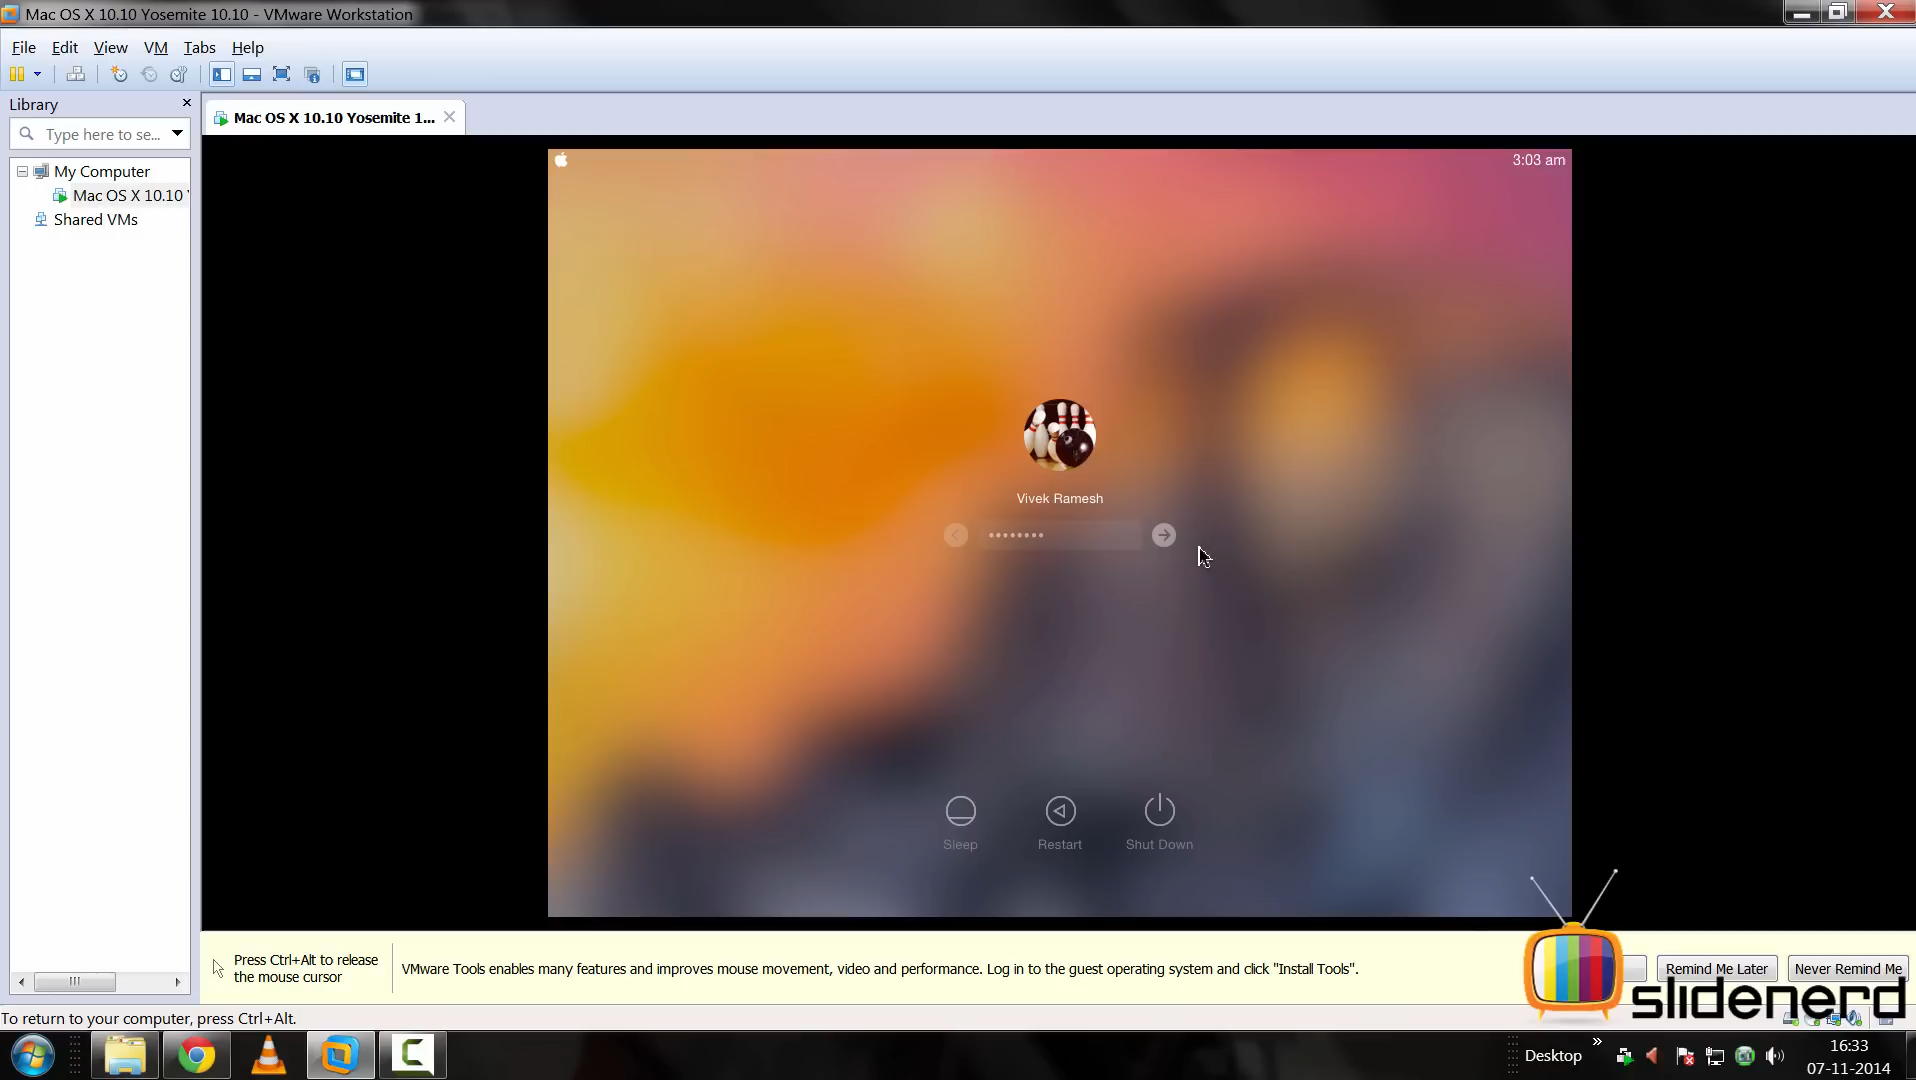 Mac OS X 10.10 Yosemite 10.10 - VMware Workstation
File Edit View VM Tabs Help
Library
Mac OS X 10.10 Yosemite 1...
Type here to se...
My Computer
Mac OS X 10.10
Shared VMs
3:03 am
Vivek Ramesh
Sleep Restart Shut Down
Press Ctrl+Alt to release
the mouse cursor
VMware Tools enables many features and improves mouse movement, video and performance. Log in to the guest operating system and click "Install Tools".
Remind Me Later Never Remind Me
slidenerd
To return to your computer, press Ctrl+Alt.
Desktop
16:33
07-11-2014